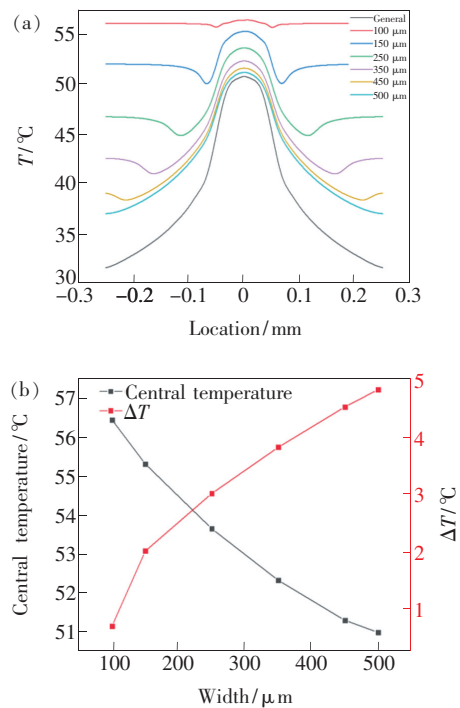 (a)
T/℃
55
50
45
40
35
30
General
100 μm
150 μm
250 μm
350 μm
450 μm
500 μm
−0.3 −0.2 −0.1 0 0.1 0.2 0.3
Location/mm
(b)
Central temperature/℃
57
56
55
54
53
52
51
Central temperature
ΔT
5
4
3
2
1
ΔT/℃
100 200 300 400 500
Width/μm